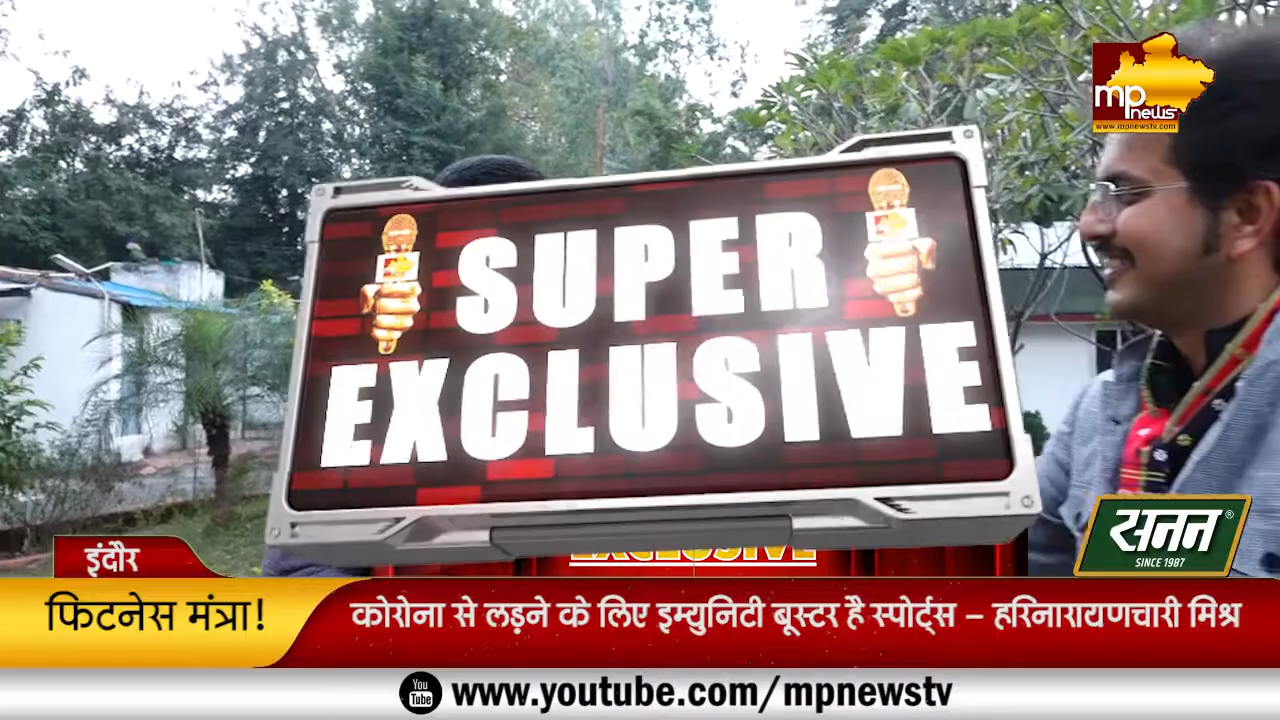 mp
news
www.mpnewstv.com
SUPER
EXCLUSIVE
EXCLUSIVE
सनन®
SINCE 1987
इंदौर
फिटनेस मंत्रा!
कोरोना से लड़ने के लिए इम्युनिटी बूस्टर है स्पोर्ट्स – हरिनारायणचारी मिश्र
You
Tube
www.youtube.com/mpnewstv